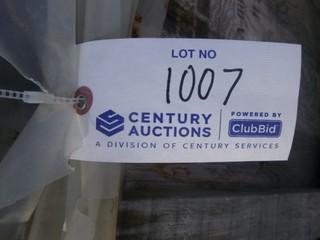 LOT NO
1007
CENTURY AUCTIONS
POWERED BY
ClubBid
A DIVISION OF CENTURY SERVICES